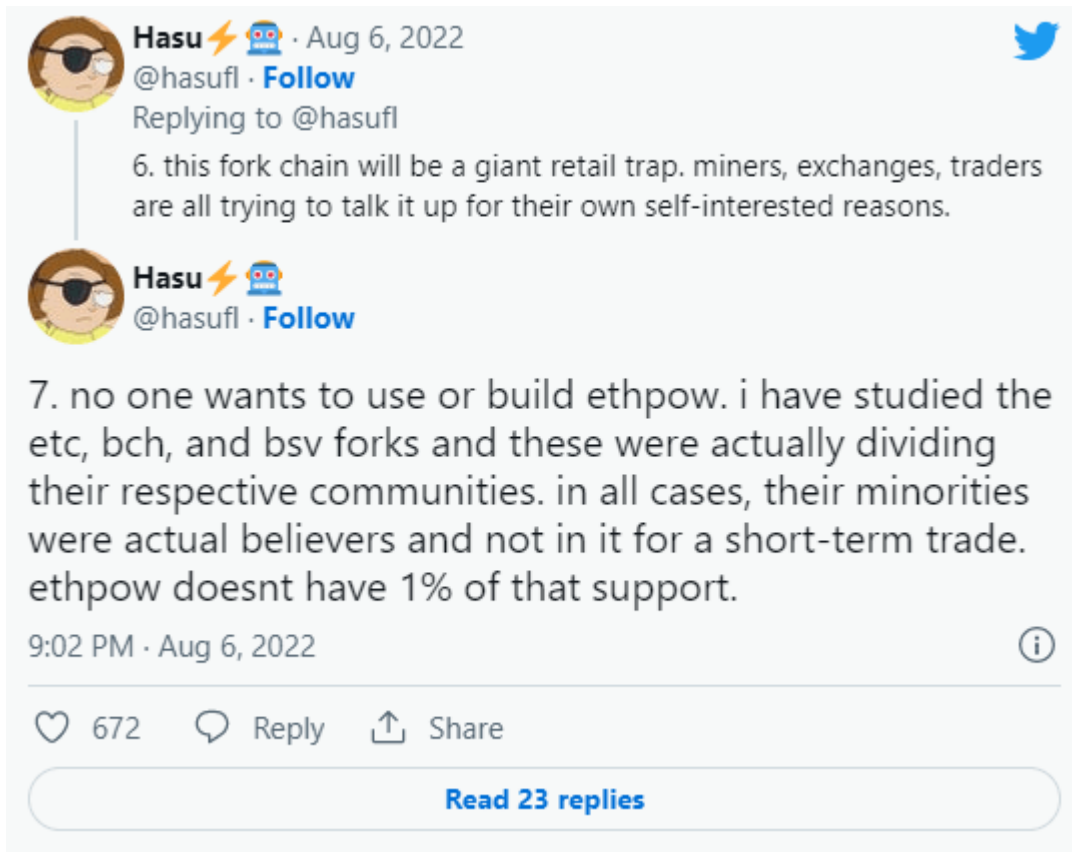 Hasu⚡🤖 · Aug 6, 2022
@hasufl · Follow
Replying to @hasufl
6. this fork chain will be a giant retail trap. miners, exchanges, traders
are all trying to talk it up for their own self-interested reasons.
Hasu⚡🤖
@hasufl · Follow
7. no one wants to use or build ethpow. i have studied the
etc, bch, and bsv forks and these were actually dividing
their respective communities. in all cases, their minorities
were actual believers and not in it for a short-term trade.
ethpow doesnt have 1% of that support.
9:02 PM · Aug 6, 2022
672 Reply Share
Read 23 replies